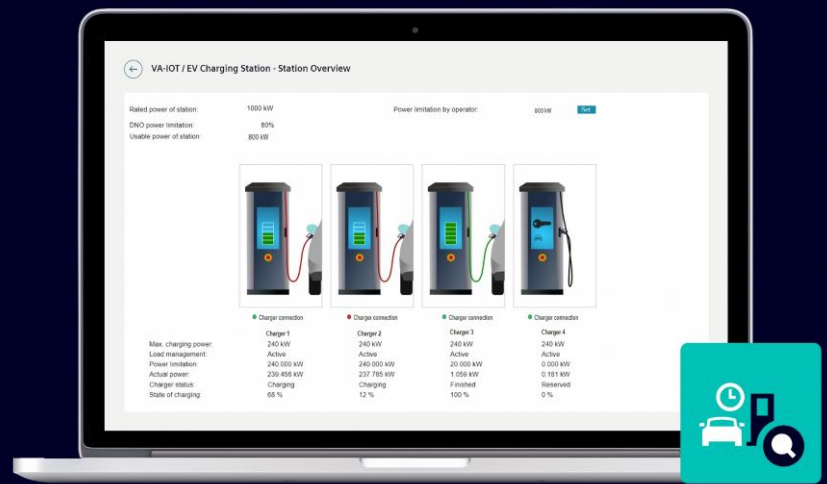 VA-IOT / EV Charging Station - Station Overview
Rated power of station: 1000 kW Power limitation by operator: 800 kW Set
DNO power limitation: 80%
Usable power of station: 800 kW
Charger connection Charger connection Charger connection Charger connection
Charger 1 Charger 2 Charger 3 Charger 4
Max. charging power: 240 kW 240 kW 240 kW 240 kW
Load management: Active Active Active Active
Power limitation: 240.000 kW 240.000 kW 20.000 kW 0.000 kW
Actual power: 239.458 kW 237.785 kW 1.059 kW 0.181 kW
Charger status: Charging Charging Finished Reserved
State of charging: 68 % 12 % 100 % 0 %